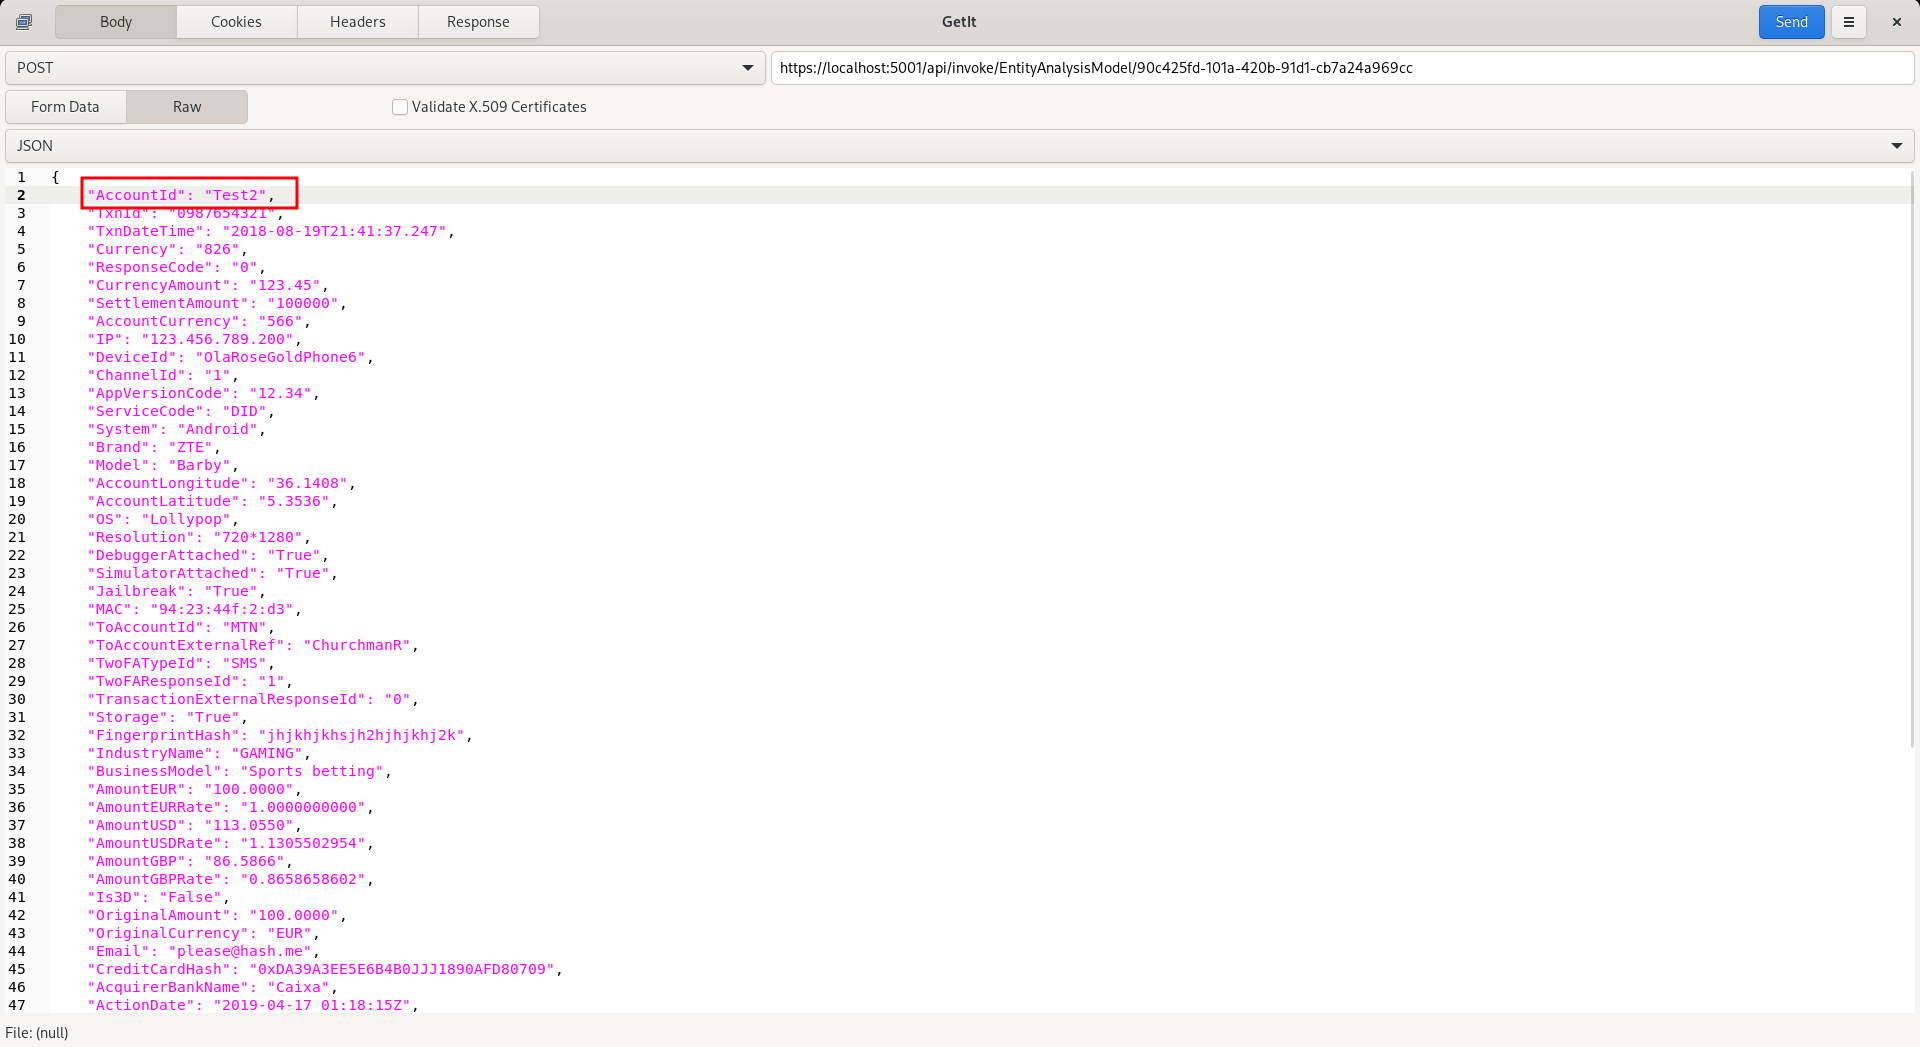 Body Cookies Headers Response GetIt Send
POST https://localhost:5001/api/invoke/EntityAnalysisModel/90c425fd-101a-420b-91d1-cb7a24a969cc
Form Data Raw Validate X.509 Certificates
JSON
1 {
2 "AccountId": "Test2",
3 "TxnId": "0987654321",
4 "TxnDateTime": "2018-08-19T21:41:37.247",
5 "Currency": "826",
6 "ResponseCode": "0",
7 "CurrencyAmount": "123.45",
8 "SettlementAmount": "100000",
9 "AccountCurrency": "566",
10 "IP": "123.456.789.200",
11 "DeviceId": "OlaRoseGoldPhone6",
12 "ChannelId": "1",
13 "AppVersionCode": "12.34",
14 "ServiceCode": "DID",
15 "System": "Android",
16 "Brand": "ZTE",
17 "Model": "Barby",
18 "AccountLongitude": "36.1408",
19 "AccountLatitude": "5.3536",
20 "OS": "Lollypop",
21 "Resolution": "720*1280",
22 "DebuggerAttached": "True",
23 "SimulatorAttached": "True",
24 "Jailbreak": "True",
25 "MAC": "94:23:44f:2:d3",
26 "ToAccountId": "MTN",
27 "ToAccountExternalRef": "ChurchmanR",
28 "TwoFATypeId": "SMS",
29 "TwoFAResponseId": "1",
30 "TransactionExternalResponseId": "0",
31 "Storage": "True",
32 "FingerprintHash": "jhjkhjkhsjh2hjhjkhj2k",
33 "IndustryName": "GAMING",
34 "BusinessModel": "Sports betting",
35 "AmountEUR": "100.0000",
36 "AmountEURRate": "1.0000000000",
37 "AmountUSD": "113.0550",
38 "AmountUSDRate": "1.1305502954",
39 "AmountGBP": "86.5866",
40 "AmountGBPRate": "0.8658658602",
41 "Is3D": "False",
42 "OriginalAmount": "100.0000",
43 "OriginalCurrency": "EUR",
44 "Email": "please@hash.me",
45 "CreditCardHash": "0xDA39A3EE5E6B4B0JJJ1890AFD80709",
46 "AcquirerBankName": "Caixa",
47 "ActionDate": "2019-04-17 01:18:15Z",
File: (null)